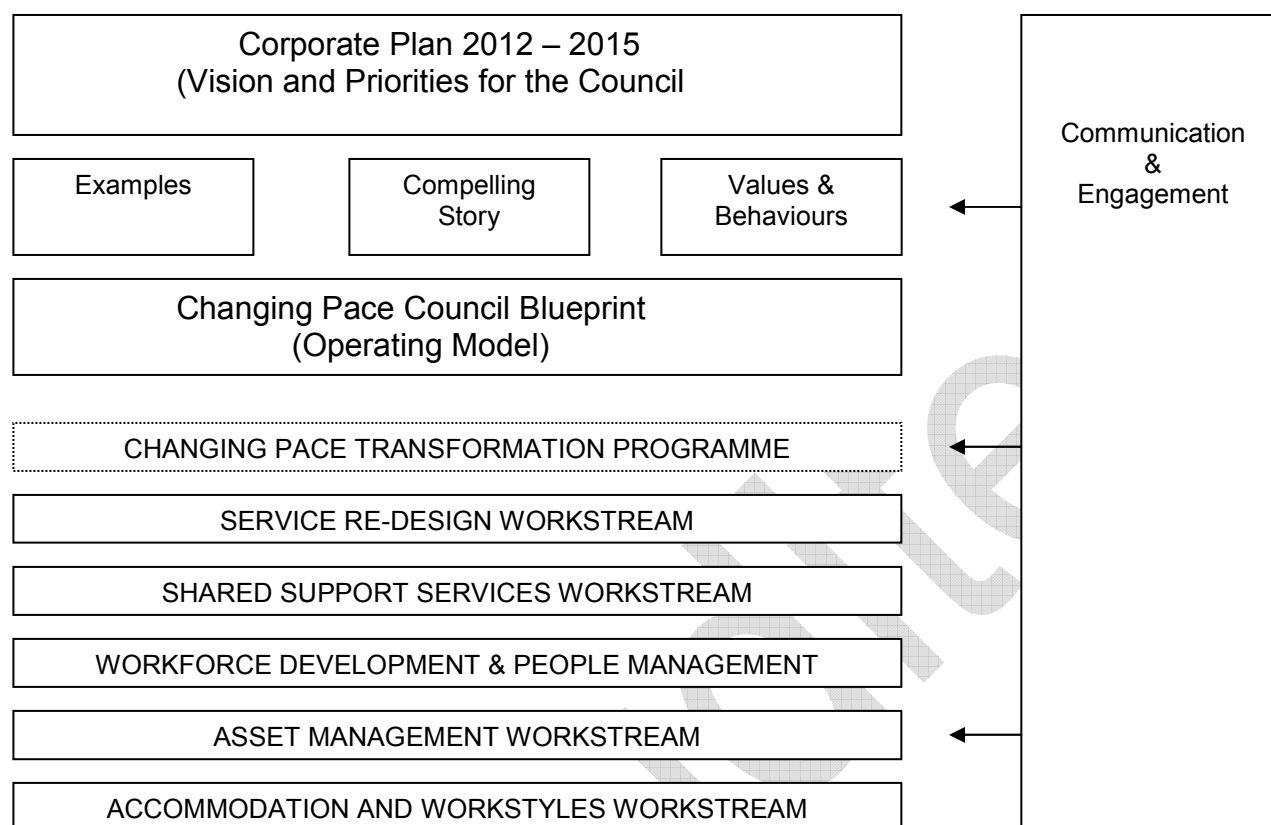 Corporate Plan 2012 – 2015
(Vision and Priorities for the Council
Communication
&
Engagement
Examples
Compelling
Story
Values &
Behaviours
Changing Pace Council Blueprint
(Operating Model)
CHANGING PACE TRANSFORMATION PROGRAMME
SERVICE RE-DESIGN WORKSTREAM
SHARED SUPPORT SERVICES WORKSTREAM
WORKFORCE DEVELOPMENT & PEOPLE MANAGEMENT
ASSET MANAGEMENT WORKSTREAM
ACCOMMODATION AND WORKSTYLES WORKSTREAM